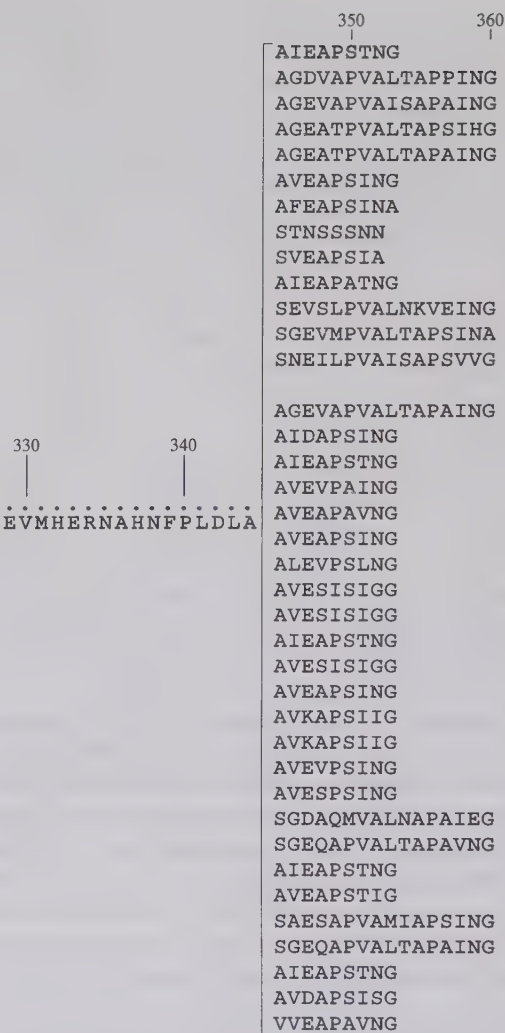 350 360
AIEAPSTNG
AGDVAPVALTAPPING
AGEVAPVAISAPAING
AGEATPVALTAPSIHG
AGEATPVALTAPAING
AVEAPSING
AFEAPSINA
STNSSSNN
SVEAPSIA
AIEAPATNG
SEVSLPVALNKVEING
SGEVMPVALTAPSINA
SNEILPVAISAPSVVG
AGEVAPVALTAPAING
AIDAPSING
330 340
AIEAPSTNG
AVEVPAING
EVMHERNAHNFPLDLA
AVEAPAVNG
AVEAPSING
ALEVPSLNG
AVESISIGG
AVESISIGG
AIEAPSTNG
AVESISIGG
AVEAPSING
AVKAPSIIG
AVKAPSIIG
AVEVPSING
AVESPSING
SGDAQMVALNAPAIEG
SGEQAPVALTAPAVNG
AIEAPSTNG
AVEAPSTIG
SAESAPVAMIAPSING
SGEQAPVALTAPAING
AIEAPSTNG
AVDAPSISG
VVEAPAVNG